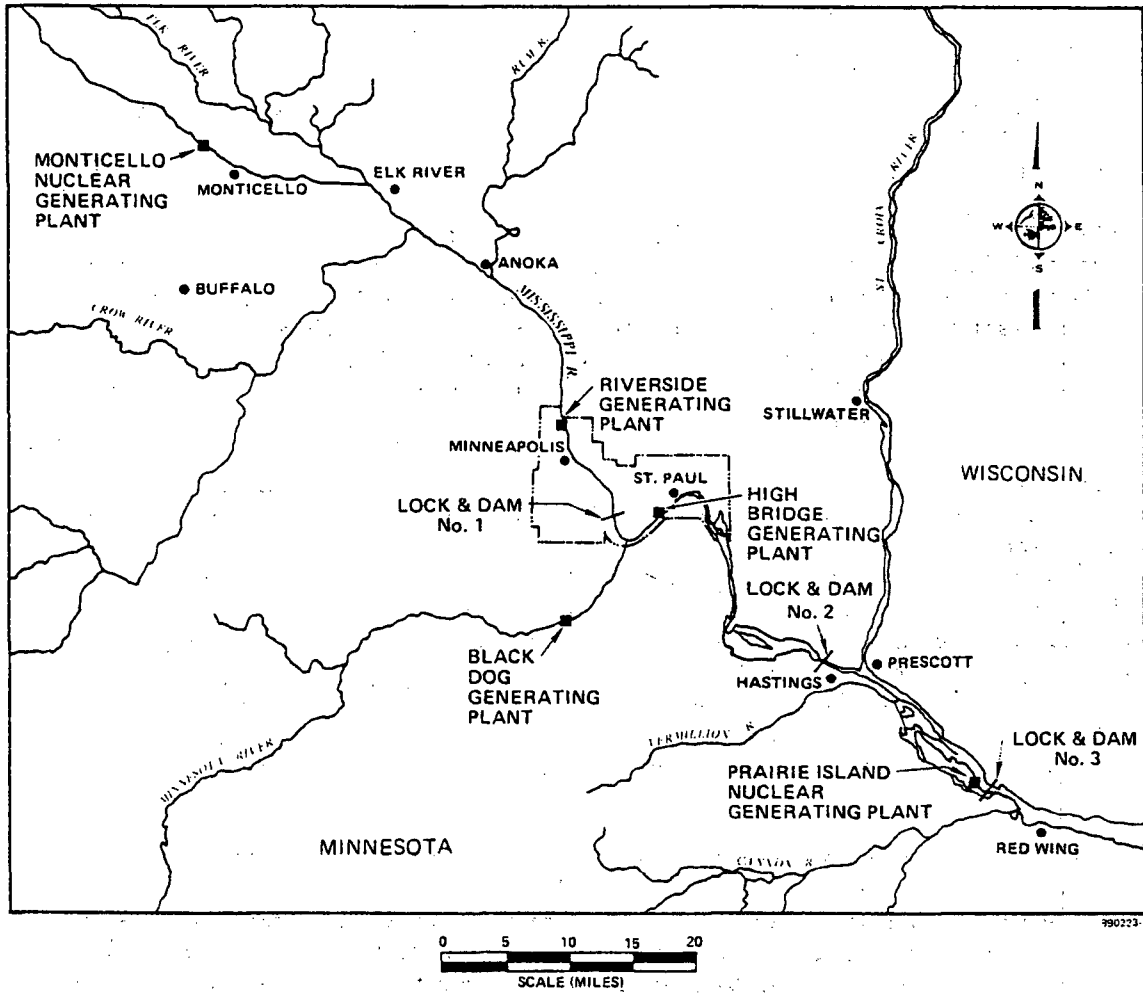 ELK RIVER
RUM R.
MONTICELLO
NUCLEAR
GENERATING
PLANT
MONTICELLO
ELK RIVER
ST. CROIX RIVER
N
W
E
S
ANOKA
BUFFALO
MISSISSIPPI R.
CROW RIVER
RIVERSIDE
GENERATING
PLANT
STILLWATER
MINNEAPOLIS
WISCONSIN
ST. PAUL
LOCK & DAM
No. 1
HIGH
BRIDGE
GENERATING
PLANT
LOCK & DAM
No. 2
BLACK
DOG
GENERATING
PLANT
PRESCOTT
HASTINGS
VERMILLION R.
MINNESOTA RIVER
LOCK & DAM
No. 3
PRAIRIE ISLAND
NUCLEAR
GENERATING PLANT
MINNESOTA
RED WING
CANNON R.
390223-
0 5 10 15 20
SCALE (MILES)